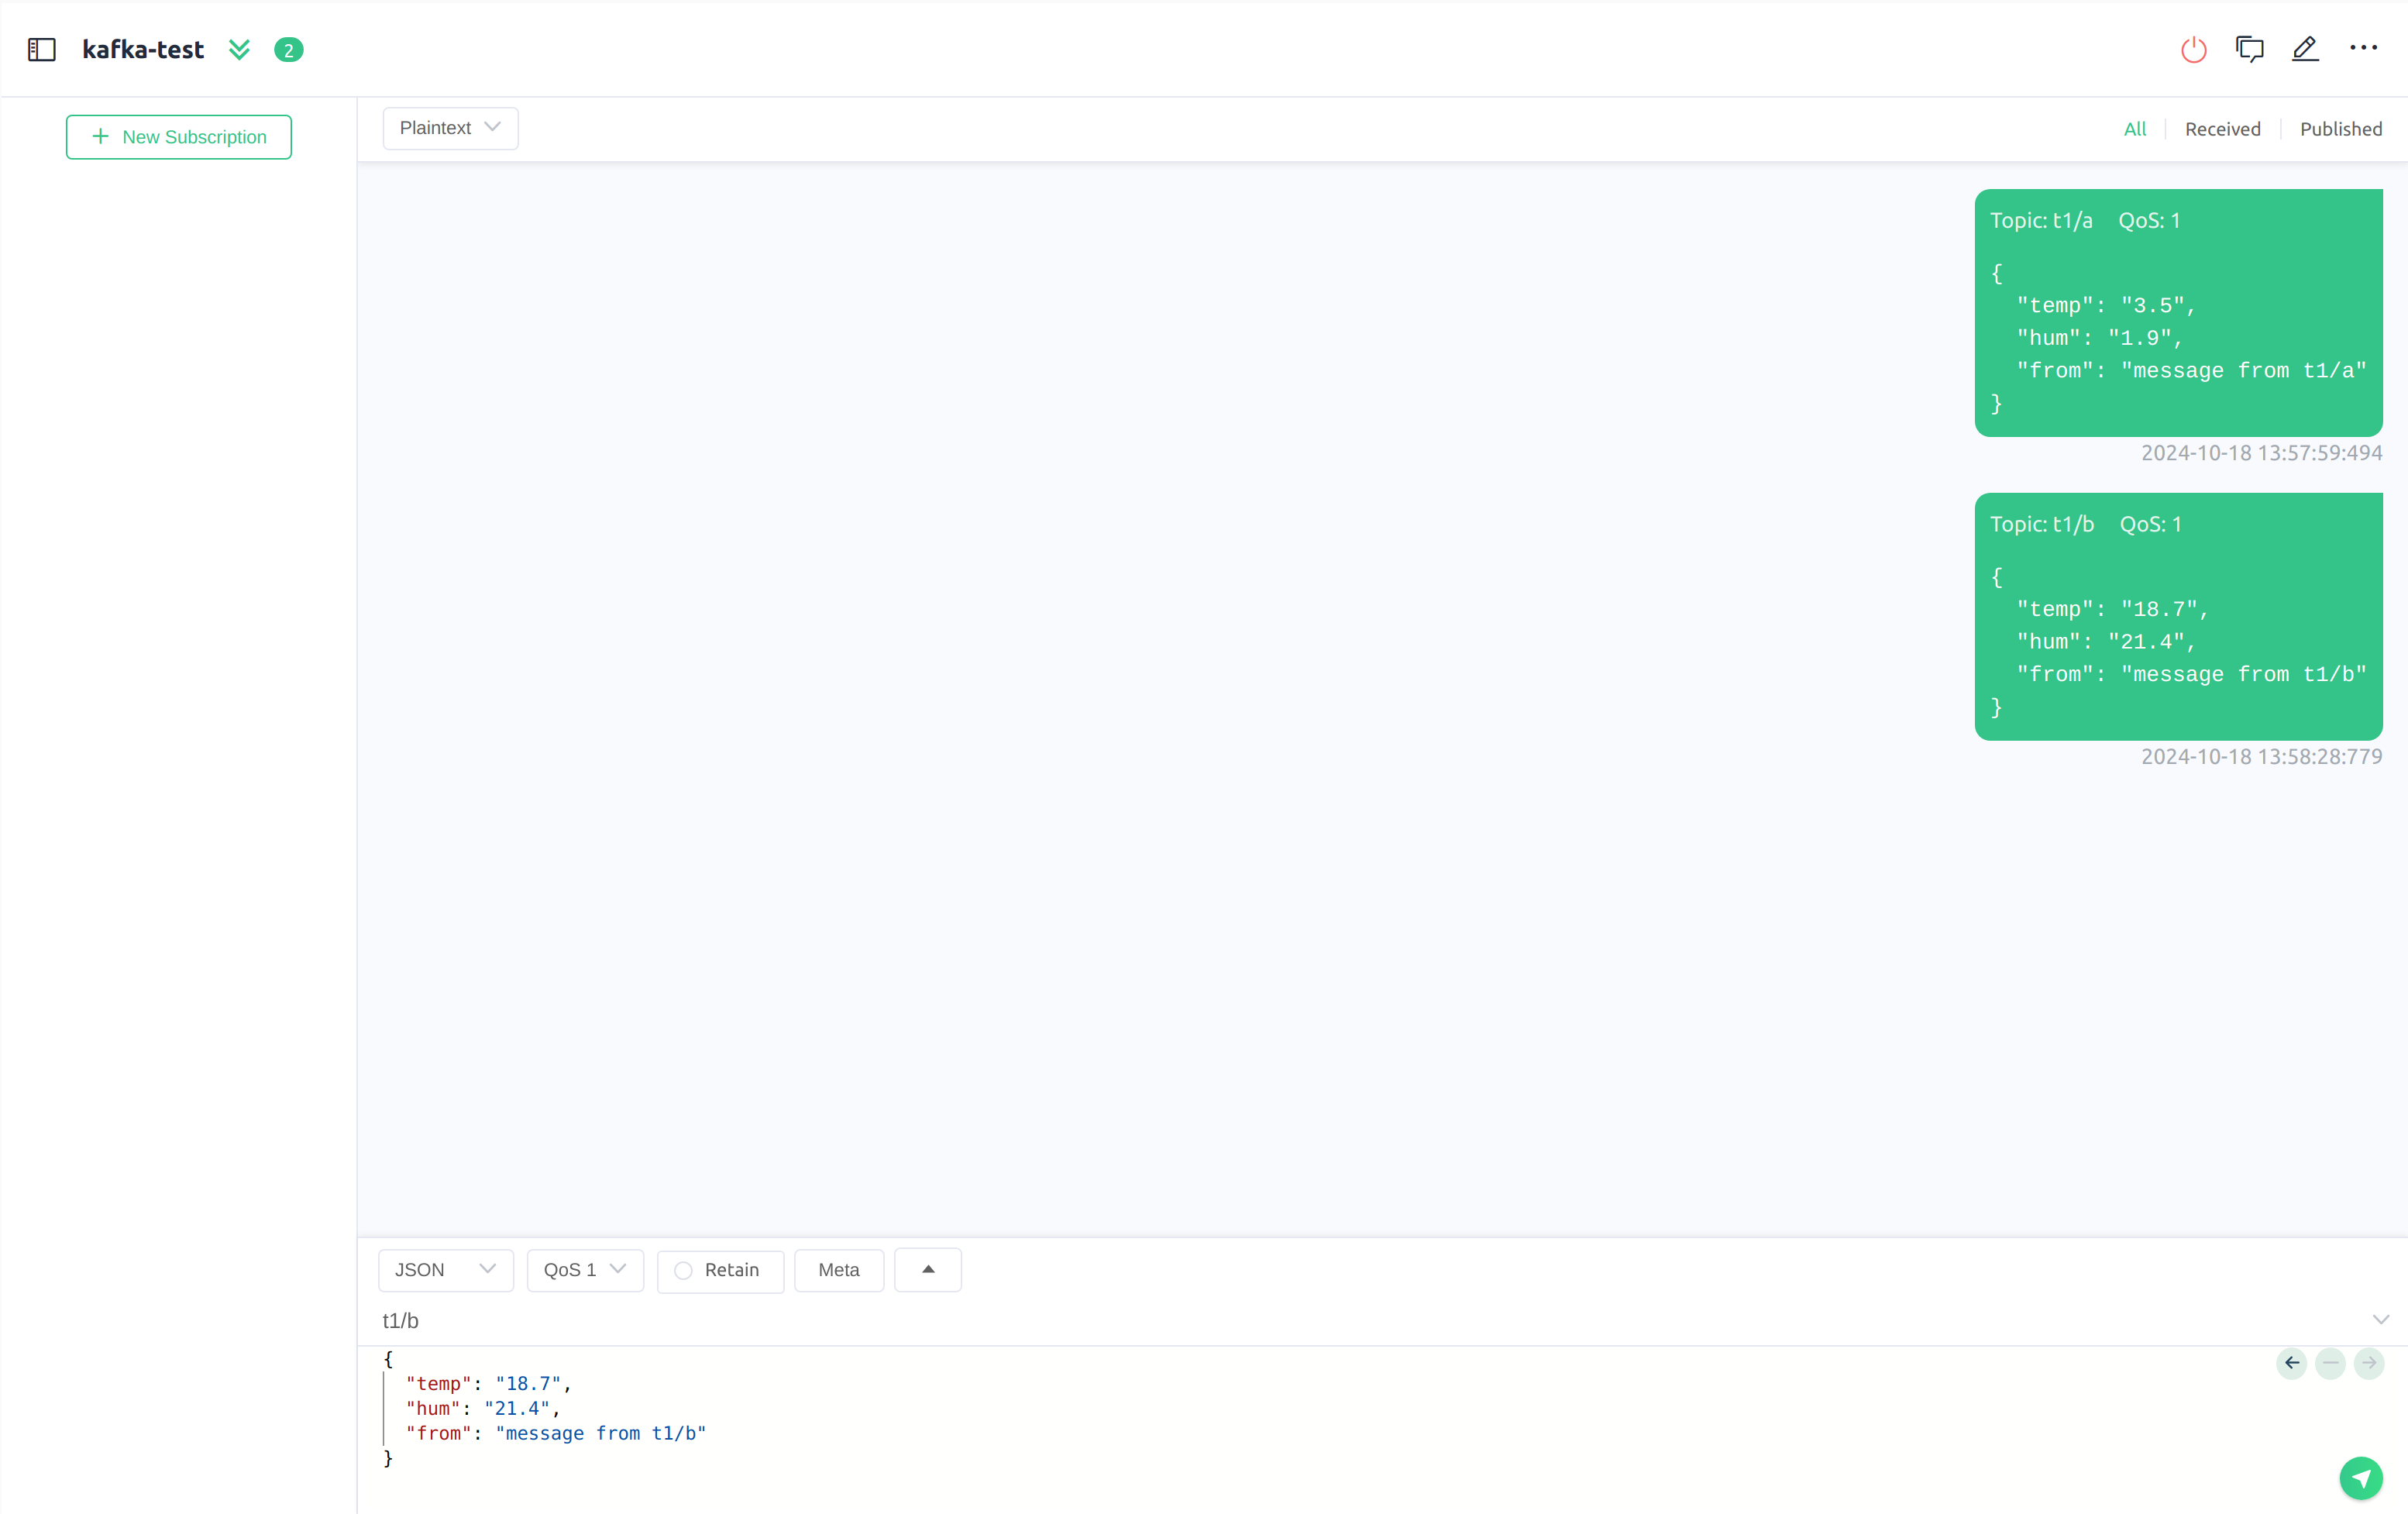 kafka-test 2
+ New Subscription
Plaintext
All Received Published
Topic: t1/a QoS: 1
{
"temp": "3.5",
"hum": "1.9",
"from": "message from t1/a"
}
2024-10-18 13:57:59:494
Topic: t1/b QoS: 1
{
"temp": "18.7",
"hum": "21.4",
"from": "message from t1/b"
}
2024-10-18 13:58:28:779
JSON QoS 1 Retain Meta
t1/b
{
"temp": "18.7",
"hum": "21.4",
"from": "message from t1/b"
}